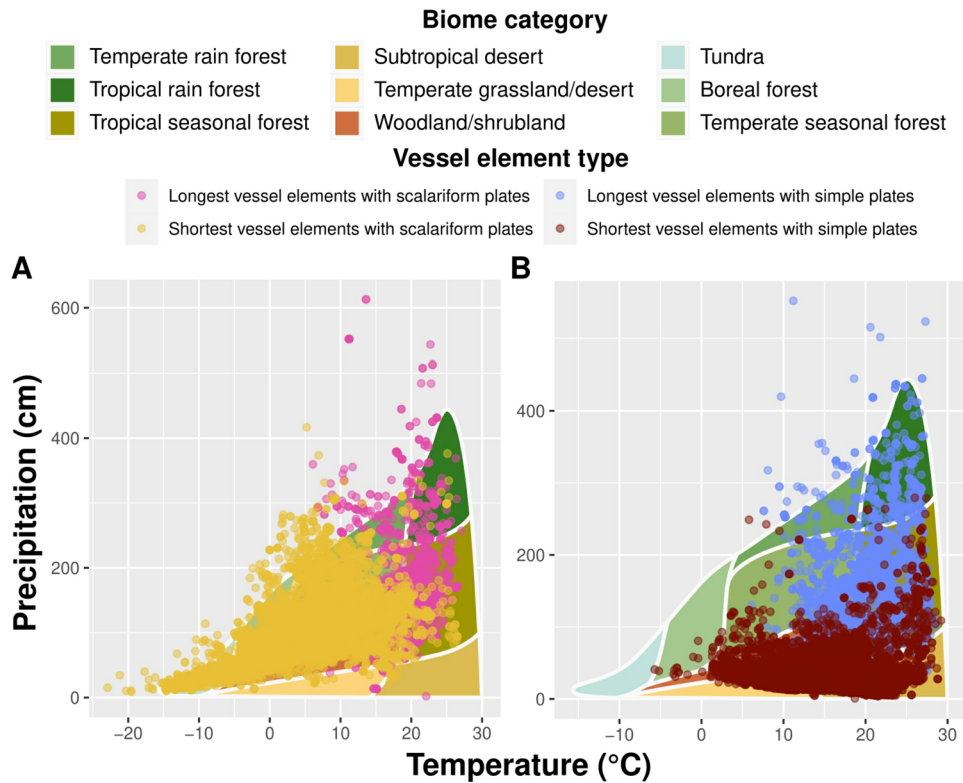 Biome category
Temperate rain forest
Subtropical desert
Tundra
Tropical rain forest
Temperate grassland/desert
Boreal forest
Tropical seasonal forest
Woodland/shrubland
Temperate seasonal forest
Vessel element type
Longest vessel elements with scalariform plates
Longest vessel elements with simple plates
Shortest vessel elements with scalariform plates
Shortest vessel elements with simple plates
A
B
Precipitation (cm)
600
400
200
0
400
200
0
−20 −10 0 10 20 30
−10 0 10 20 30
Temperature (°C)